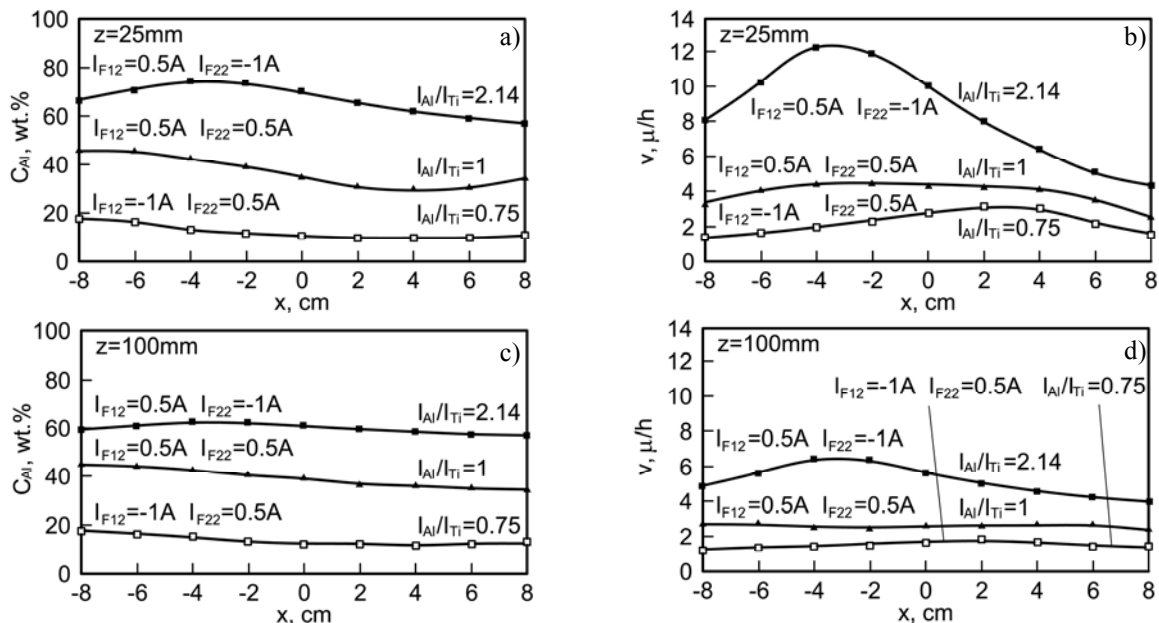 a)
z=25mm
I_F12=0.5A I_F22=-1A
I_Al/I_Ti=2.14
I_F12=0.5A I_F22=0.5A
I_Al/I_Ti=1
I_F12=-1A I_F22=0.5A
I_Al/I_Ti=0.75
C_Al, wt.%
100
80
60
40
20
0
-8 -6 -4 -2 0 2 4 6 8
x, cm
b)
z=25mm
I_Al/I_Ti=2.14
I_F12=0.5A I_F22=-1A
I_F12=0.5A I_F22=0.5A
I_Al/I_Ti=1
I_F12=-1A I_F22=0.5A
I_Al/I_Ti=0.75
v, μ/h
14
12
10
8
6
4
2
0
-8 -6 -4 -2 0 2 4 6 8
x, cm
c)
z=100mm
I_F12=0.5A I_F22=-1A
I_Al/I_Ti=2.14
I_F12=0.5A I_F22=0.5A
I_Al/I_Ti=1
I_F12=-1A I_F22=0.5A
I_Al/I_Ti=0.75
C_Al, wt.%
100
80
60
40
20
0
-8 -6 -4 -2 0 2 4 6 8
x, cm
d)
z=100mm
I_F12=-1A I_F22=0.5A I_Al/I_Ti=0.75
I_F12=0.5A I_F22=-1A
I_Al/I_Ti=2.14
I_F12=0.5A I_F22=0.5A
I_Al/I_Ti=1
v, μ/h
14
12
10
8
6
4
2
0
-8 -6 -4 -2 0 2 4 6 8
x, cm